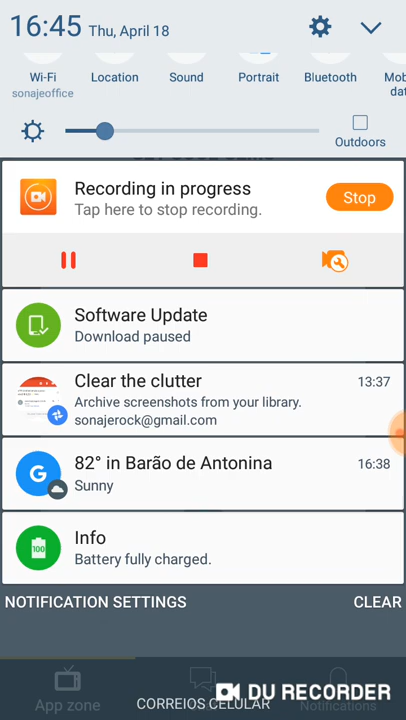 16:45 Thu, April 18
Wi-Fi
sonajeoffice
Location
Sound
Portrait
Bluetooth
Mob
dat
Outdoors
Recording in progress
Tap here to stop recording.
Stop
Software Update
Download paused
Clear the clutter
13:37
Archive screenshots from your library.
sonajerock@gmail.com
G
82° in Barão de Antonina
16:38
Sunny
100
Info
Battery fully charged.
NOTIFICATION SETTINGS
CLEAR
App zone
CORREIOS CELULAR
Notifications
DU RECORDER